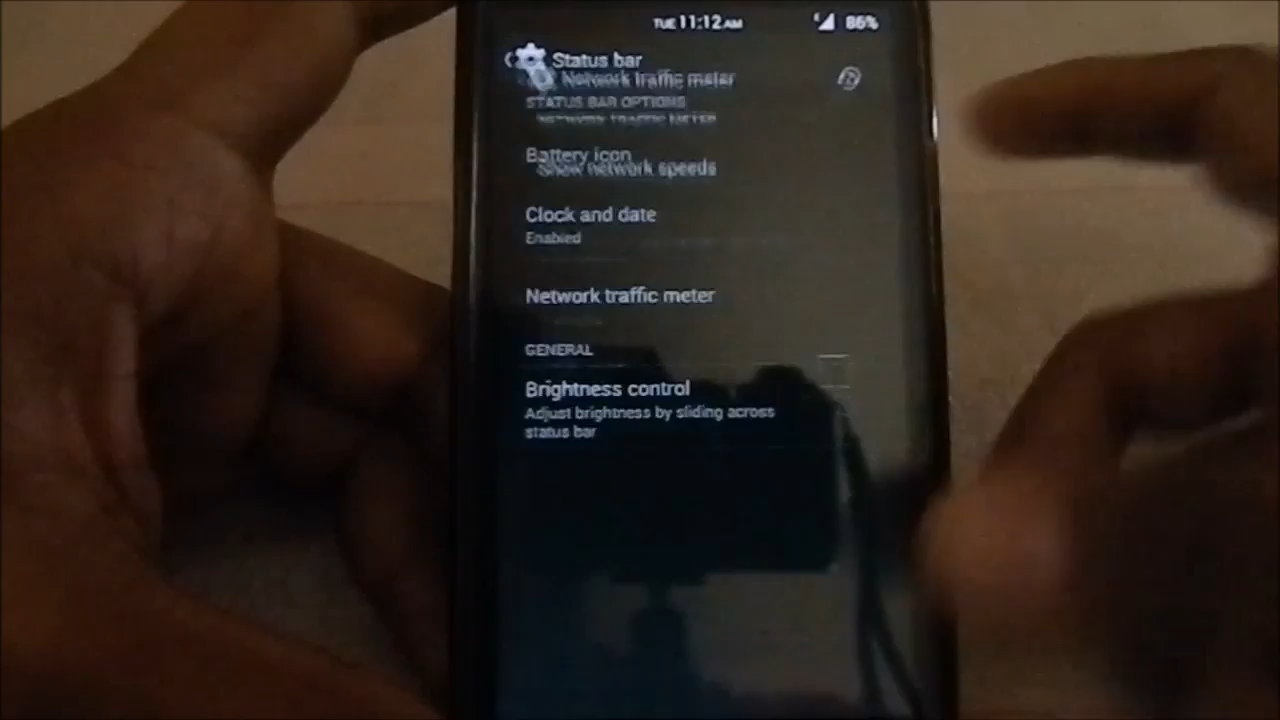 TUE 11:12 AM 86%
Status bar
Network traffic meter
STATUS BAR OPTIONS
NETWORK TRAFFIC METER
Battery icon
Show network speeds
Clock and date
Enabled
Network traffic meter
GENERAL
Brightness control
Adjust brightness by sliding across
status bar